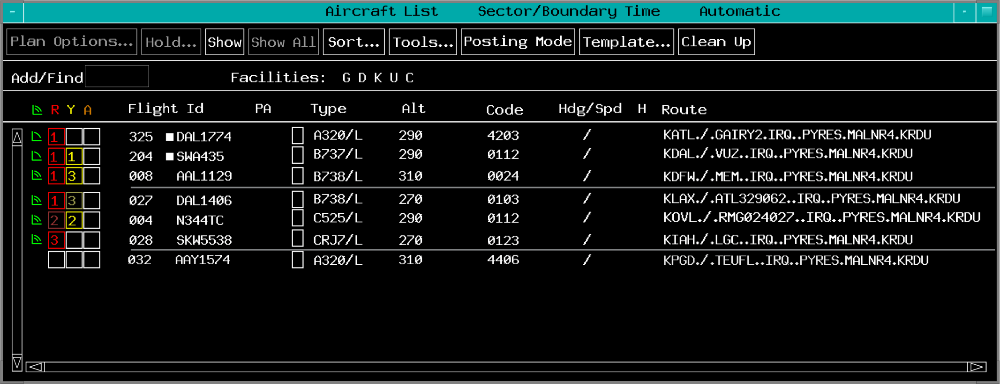 Aircraft List Sector/Boundary Time Automatic
Plan Options... Hold... Show Show All Sort... Tools... Posting Mode Template... Clean Up
Add/Find Facilities: G D K U C
R Y A Flight Id PA Type Alt Code Hdg/Spd H Route
1 325 DAL1774 A320/L 290 4203 / KATL./.GAIRY2.IRQ..PYRES.MALNR4.KRDU
1 1 204 SWA435 B737/L 290 0112 / KDAL./.VUZ..IRQ..PYRES.MALNR4.KRDU
1 3 008 AAL1129 B738/L 310 0024 / KDFW./.MEM..IRQ..PYRES.MALNR4.KRDU
1 3 027 DAL1406 B738/L 270 0103 / KLAX./.ATL329062..IRQ..PYRES.MALNR4.KRDU
2 2 004 N344TC C525/L 290 0112 / KOVL./.RMG024027..IRQ..PYRES.MALNR4.KRDU
3 028 SKW5538 CRJ7/L 270 0123 / KIAH./.LGC..IRQ..PYRES.MALNR4.KRDU
032 AAY1574 A320/L 310 4406 / KPGD./.TEUFL..IRQ..PYRES.MALNR4.KRDU